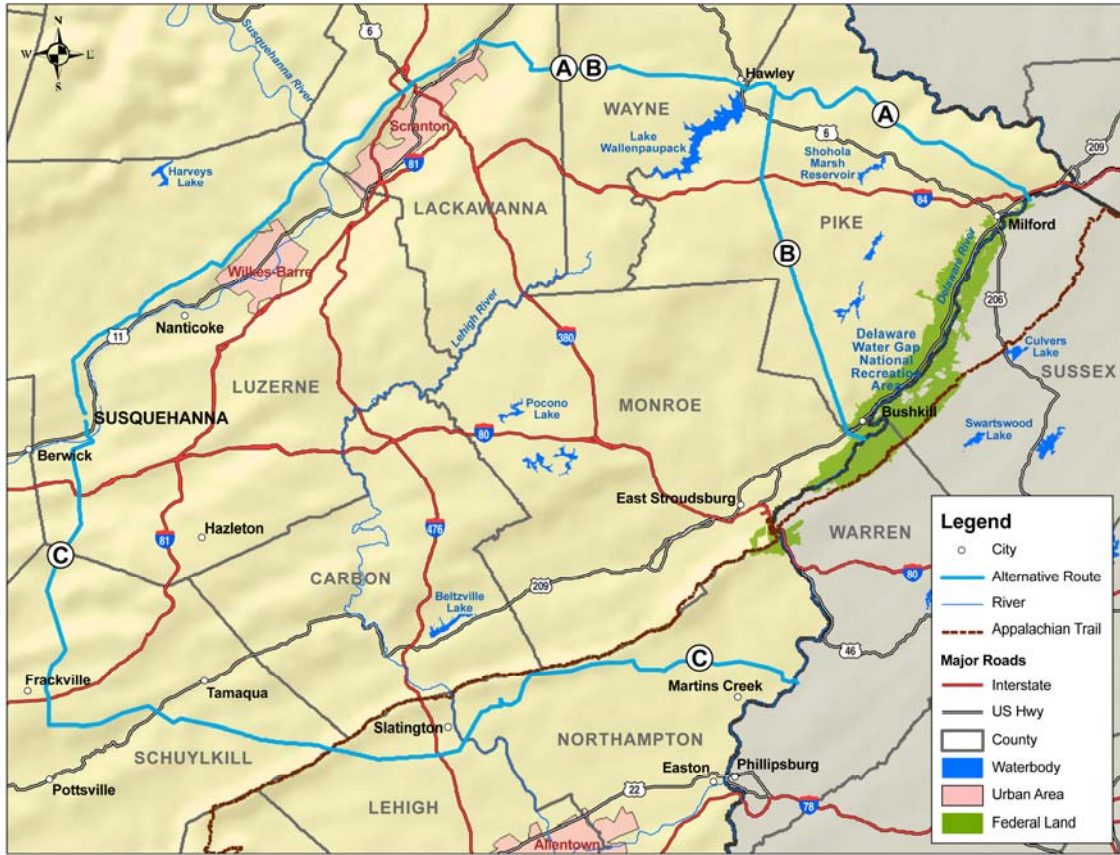 N
W
E
S
Susquehanna River
6
A
B
Hawley
WAYNE
A
Scranton
Lake
Wallenpaupack
6
Shohola
Marsh
Reservoir
209
81
Harveys
Lake
LACKAWANNA
84
PIKE
Milford
Delaware River
B
206
Wilkes-Barre
Lehigh River
Nanticoke
11
380
Delaware
Water Gap
National
Recreation
Area
Culvers
Lake
SUSSEX
LUZERNE
Pocono
Lake
MONROE
SUSQUEHANNA
Bushkill
80
Swartswood
Lake
Berwick
East Stroudsburg
Hazleton
81
476
WARREN
C
80
CARBON
Beltzville
Lake
209
46
C
Frackville
Tamaqua
Martins Creek
Slatington
SCHUYLKILL
NORTHAMPTON
Pottsville
Easton
Phillipsburg
22
78
LEHIGH
Allentown
Legend
City
Alternative Route
River
Appalachian Trail
Major Roads
Interstate
US Hwy
County
Waterbody
Urban Area
Federal Land